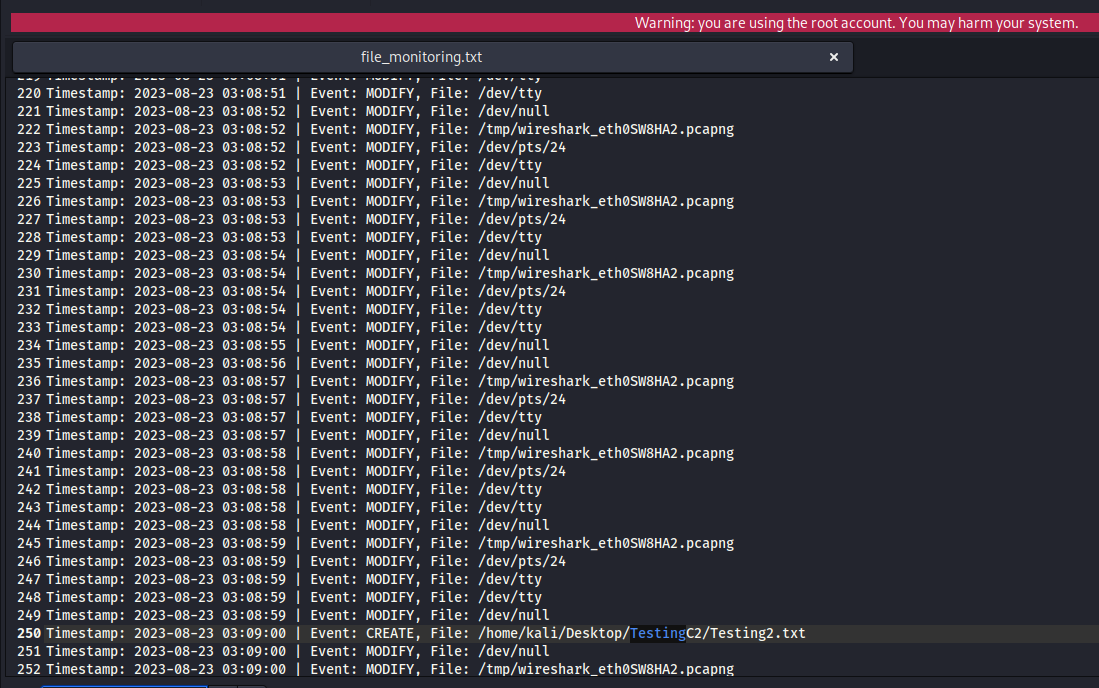 Warning: you are using the root account. You may harm your system.
file_monitoring.txt ×
219 Timestamp: 2023-08-23 03:08:51 | Event: MODIFY, File: /dev/tty
220 Timestamp: 2023-08-23 03:08:51 | Event: MODIFY, File: /dev/tty
221 Timestamp: 2023-08-23 03:08:52 | Event: MODIFY, File: /dev/null
222 Timestamp: 2023-08-23 03:08:52 | Event: MODIFY, File: /tmp/wireshark_eth0SW8HA2.pcapng
223 Timestamp: 2023-08-23 03:08:52 | Event: MODIFY, File: /dev/pts/24
224 Timestamp: 2023-08-23 03:08:52 | Event: MODIFY, File: /dev/tty
225 Timestamp: 2023-08-23 03:08:53 | Event: MODIFY, File: /dev/null
226 Timestamp: 2023-08-23 03:08:53 | Event: MODIFY, File: /tmp/wireshark_eth0SW8HA2.pcapng
227 Timestamp: 2023-08-23 03:08:53 | Event: MODIFY, File: /dev/pts/24
228 Timestamp: 2023-08-23 03:08:53 | Event: MODIFY, File: /dev/tty
229 Timestamp: 2023-08-23 03:08:54 | Event: MODIFY, File: /dev/null
230 Timestamp: 2023-08-23 03:08:54 | Event: MODIFY, File: /tmp/wireshark_eth0SW8HA2.pcapng
231 Timestamp: 2023-08-23 03:08:54 | Event: MODIFY, File: /dev/pts/24
232 Timestamp: 2023-08-23 03:08:54 | Event: MODIFY, File: /dev/tty
233 Timestamp: 2023-08-23 03:08:54 | Event: MODIFY, File: /dev/tty
234 Timestamp: 2023-08-23 03:08:55 | Event: MODIFY, File: /dev/null
235 Timestamp: 2023-08-23 03:08:56 | Event: MODIFY, File: /dev/null
236 Timestamp: 2023-08-23 03:08:57 | Event: MODIFY, File: /tmp/wireshark_eth0SW8HA2.pcapng
237 Timestamp: 2023-08-23 03:08:57 | Event: MODIFY, File: /dev/pts/24
238 Timestamp: 2023-08-23 03:08:57 | Event: MODIFY, File: /dev/tty
239 Timestamp: 2023-08-23 03:08:57 | Event: MODIFY, File: /dev/null
240 Timestamp: 2023-08-23 03:08:58 | Event: MODIFY, File: /tmp/wireshark_eth0SW8HA2.pcapng
241 Timestamp: 2023-08-23 03:08:58 | Event: MODIFY, File: /dev/pts/24
242 Timestamp: 2023-08-23 03:08:58 | Event: MODIFY, File: /dev/tty
243 Timestamp: 2023-08-23 03:08:58 | Event: MODIFY, File: /dev/tty
244 Timestamp: 2023-08-23 03:08:58 | Event: MODIFY, File: /dev/null
245 Timestamp: 2023-08-23 03:08:59 | Event: MODIFY, File: /tmp/wireshark_eth0SW8HA2.pcapng
246 Timestamp: 2023-08-23 03:08:59 | Event: MODIFY, File: /dev/pts/24
247 Timestamp: 2023-08-23 03:08:59 | Event: MODIFY, File: /dev/tty
248 Timestamp: 2023-08-23 03:08:59 | Event: MODIFY, File: /dev/tty
249 Timestamp: 2023-08-23 03:08:59 | Event: MODIFY, File: /dev/null
250 Timestamp: 2023-08-23 03:09:00 | Event: CREATE, File: /home/kali/Desktop/TestingC2/Testing2.txt
251 Timestamp: 2023-08-23 03:09:00 | Event: MODIFY, File: /dev/null
252 Timestamp: 2023-08-23 03:09:00 | Event: MODIFY, File: /tmp/wireshark_eth0SW8HA2.pcapng